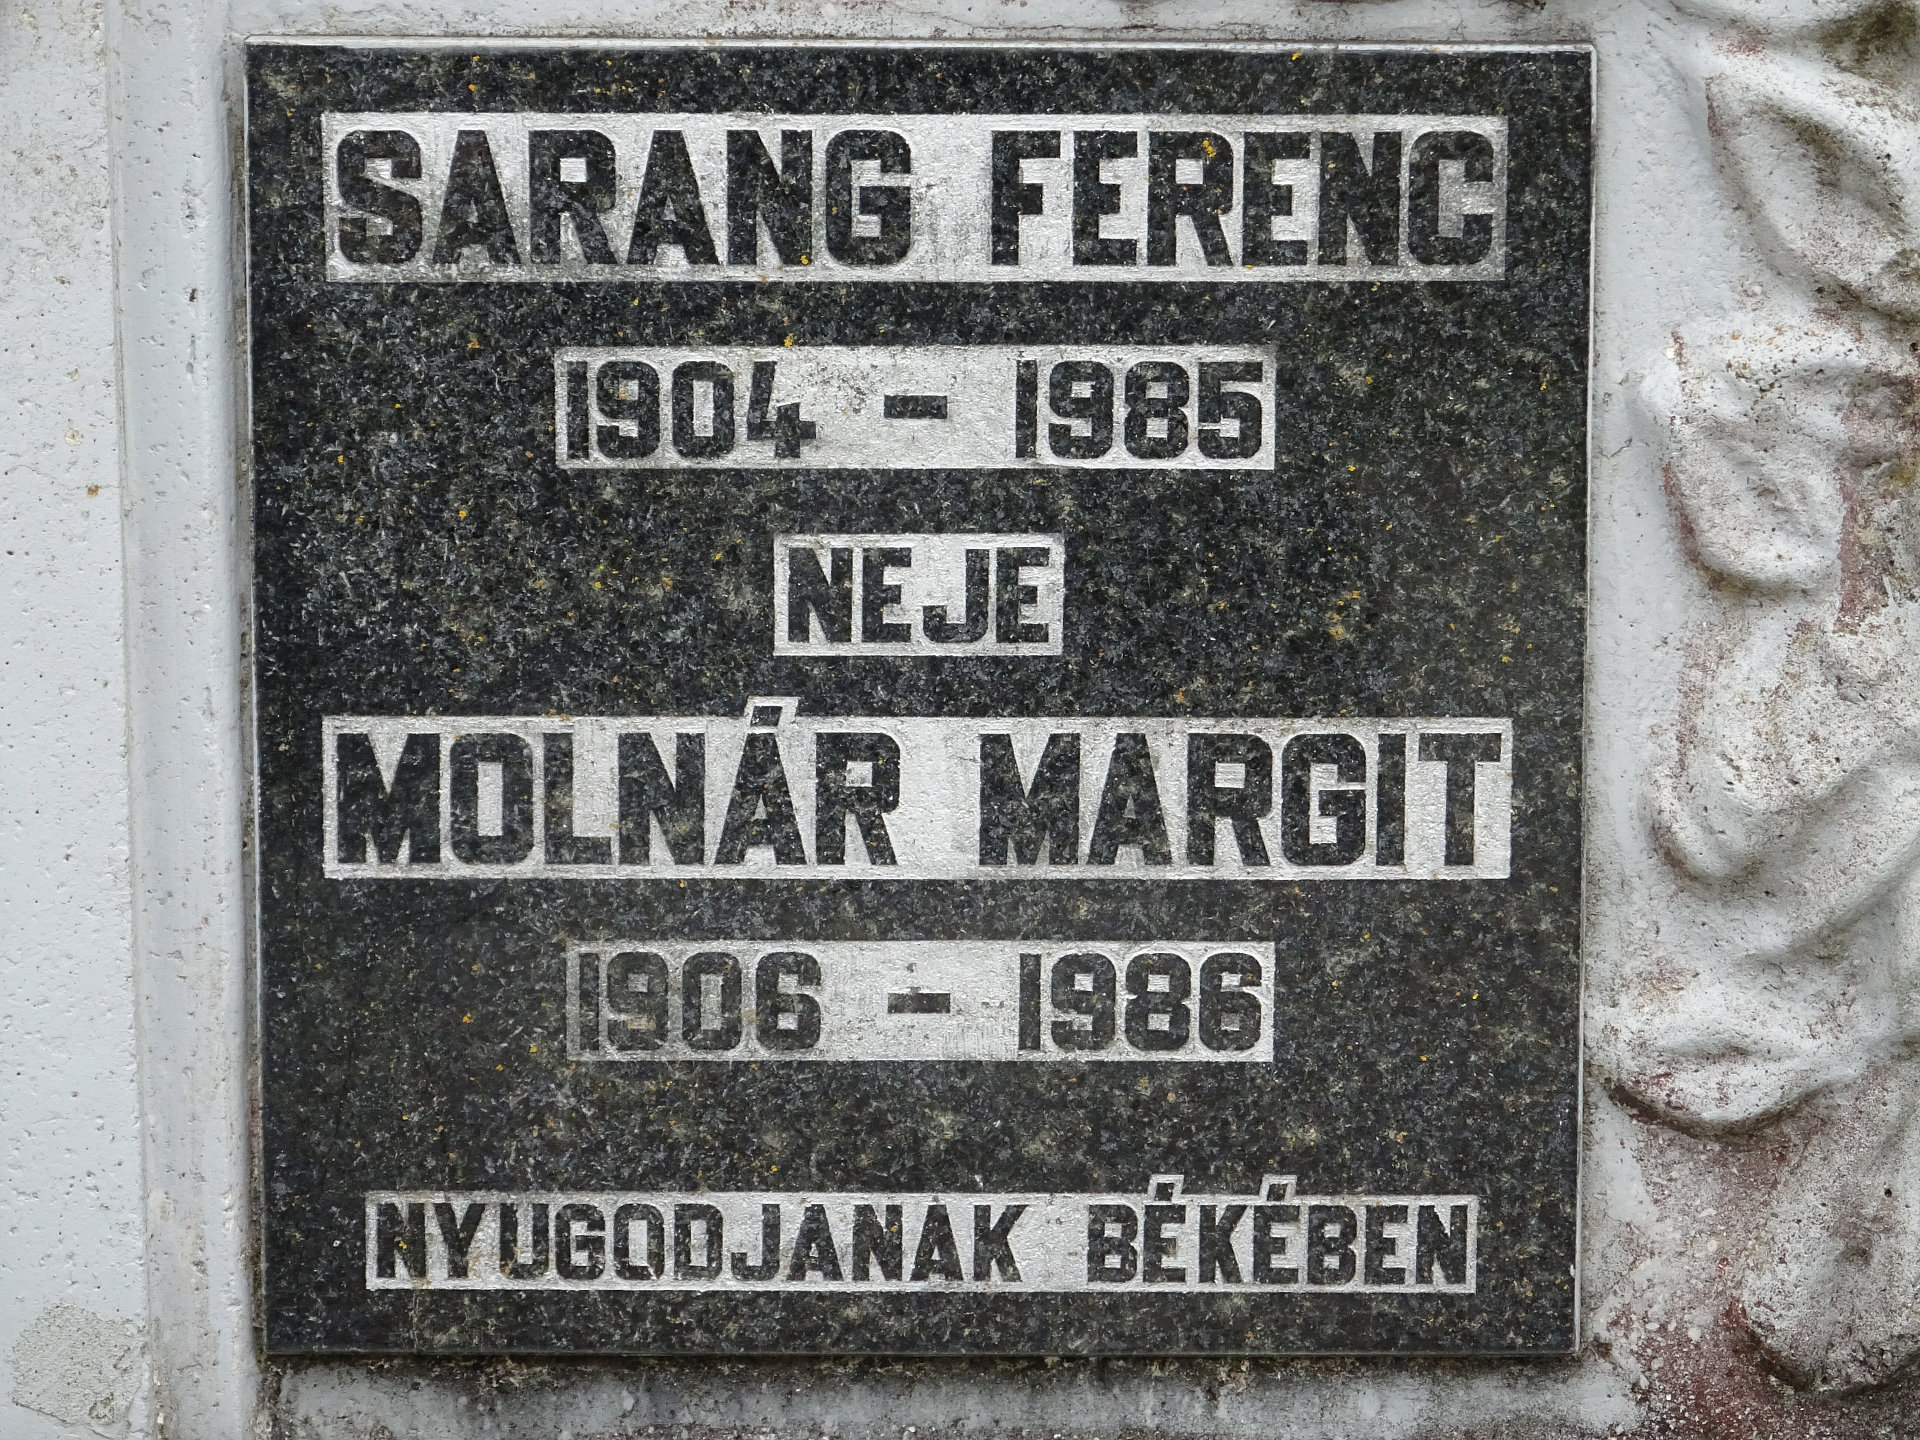 SARANG FERENC
1904 - 1985
NEJE
MOLNÁR MARGIT
1906 - 1986
NYUGODJANAK BÉKÉBEN